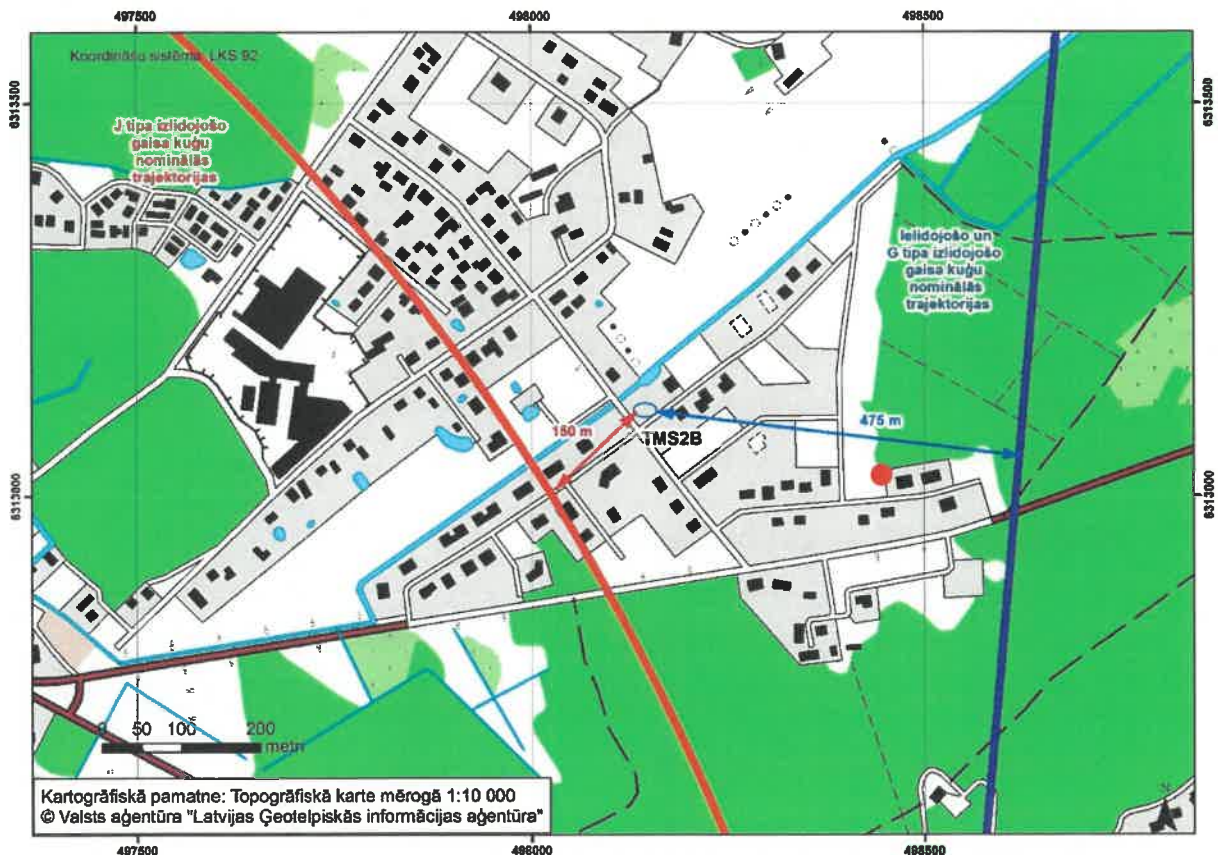 497500
498000
498500
Koordinātu sistēma: LKS 92
6313500
6313500
J tipa izlidojošo
gaisa kuģu
nominālās
trajektorijas
Ielidojošo un
G tipa izlidojošo
gaisa kuģu
nominālās
trajektorijas
150 m
TMS2B
475 m
6313000
6313000
0 50 100 200
metri
Kartogrāfiskā pamatne: Topogrāfiskā karte mērogā 1:10 000
© Valsts aģentūra "Latvijas Ģeotelpiskās informācijas aģentūra"
N
497500
498000
498500